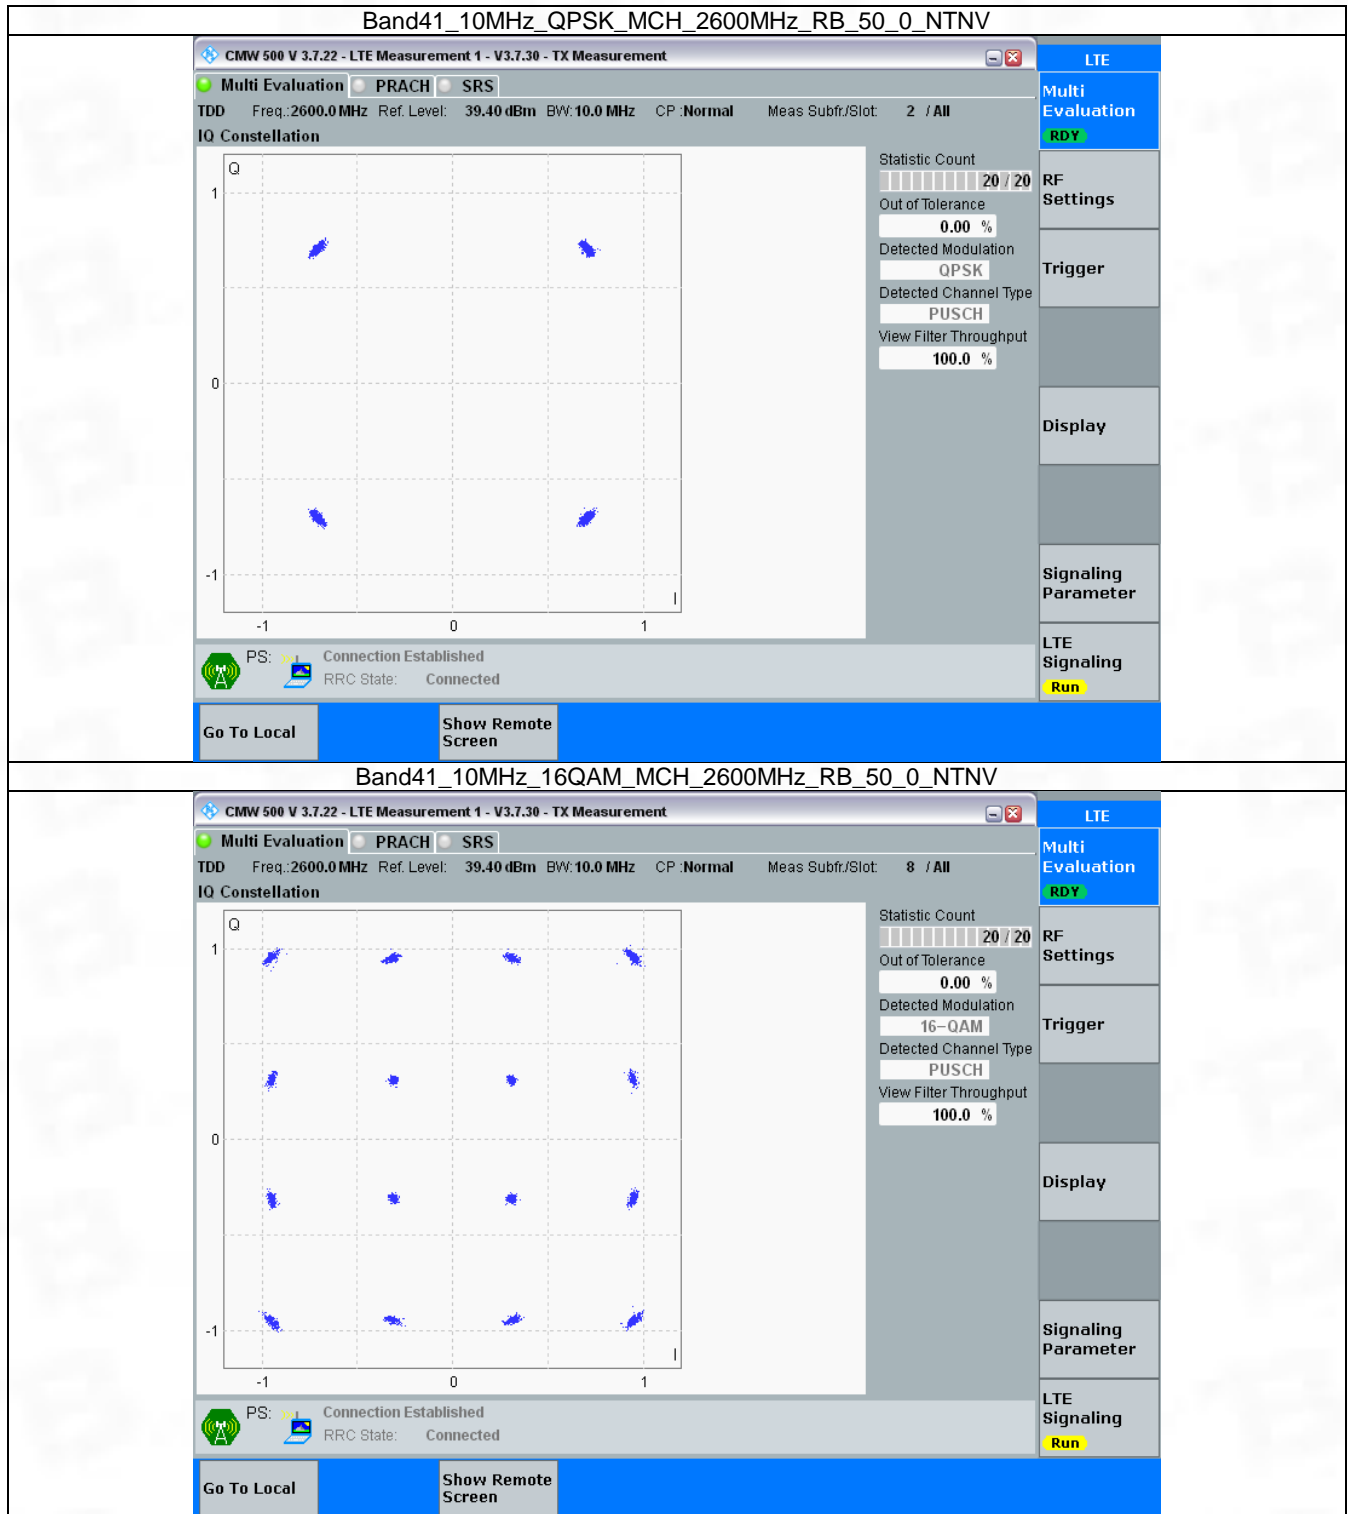 Band41_10MHz_QPSK_MCH_2600MHz_RB_50_0_NTNV
CMW 500 V 3.7.22 - LTE Measurement 1 - V3.7.30 - TX Measurement
LTE
Multi Evaluation PRACH SRS
TDD Freq.:2600.0 MHz Ref. Level: 39.40 dBm BW:10.0 MHz CP :Normal Meas Subfr./Slot: 2 / All
IQ Constellation
Q
1
0
-1
I
-1 0 1
Statistic Count
20 / 20
Out of Tolerance
0.00 %
Detected Modulation
QPSK
Detected Channel Type
PUSCH
View Filter Throughput
100.0 %
Multi
Evaluation
RDY
RF
Settings
Trigger
Display
Signaling
Parameter
LTE
Signaling
Run
PS: Connection Established
RRC State: Connected
Go To Local
Show Remote
Screen
Band41_10MHz_16QAM_MCH_2600MHz_RB_50_0_NTNV
CMW 500 V 3.7.22 - LTE Measurement 1 - V3.7.30 - TX Measurement
LTE
Multi Evaluation PRACH SRS
TDD Freq.:2600.0 MHz Ref. Level: 39.40 dBm BW:10.0 MHz CP :Normal Meas Subfr./Slot: 8 / All
IQ Constellation
Q
1
0
-1
I
-1 0 1
Statistic Count
20 / 20
Out of Tolerance
0.00 %
Detected Modulation
16-QAM
Detected Channel Type
PUSCH
View Filter Throughput
100.0 %
Multi
Evaluation
RDY
RF
Settings
Trigger
Display
Signaling
Parameter
LTE
Signaling
Run
PS: Connection Established
RRC State: Connected
Go To Local
Show Remote
Screen